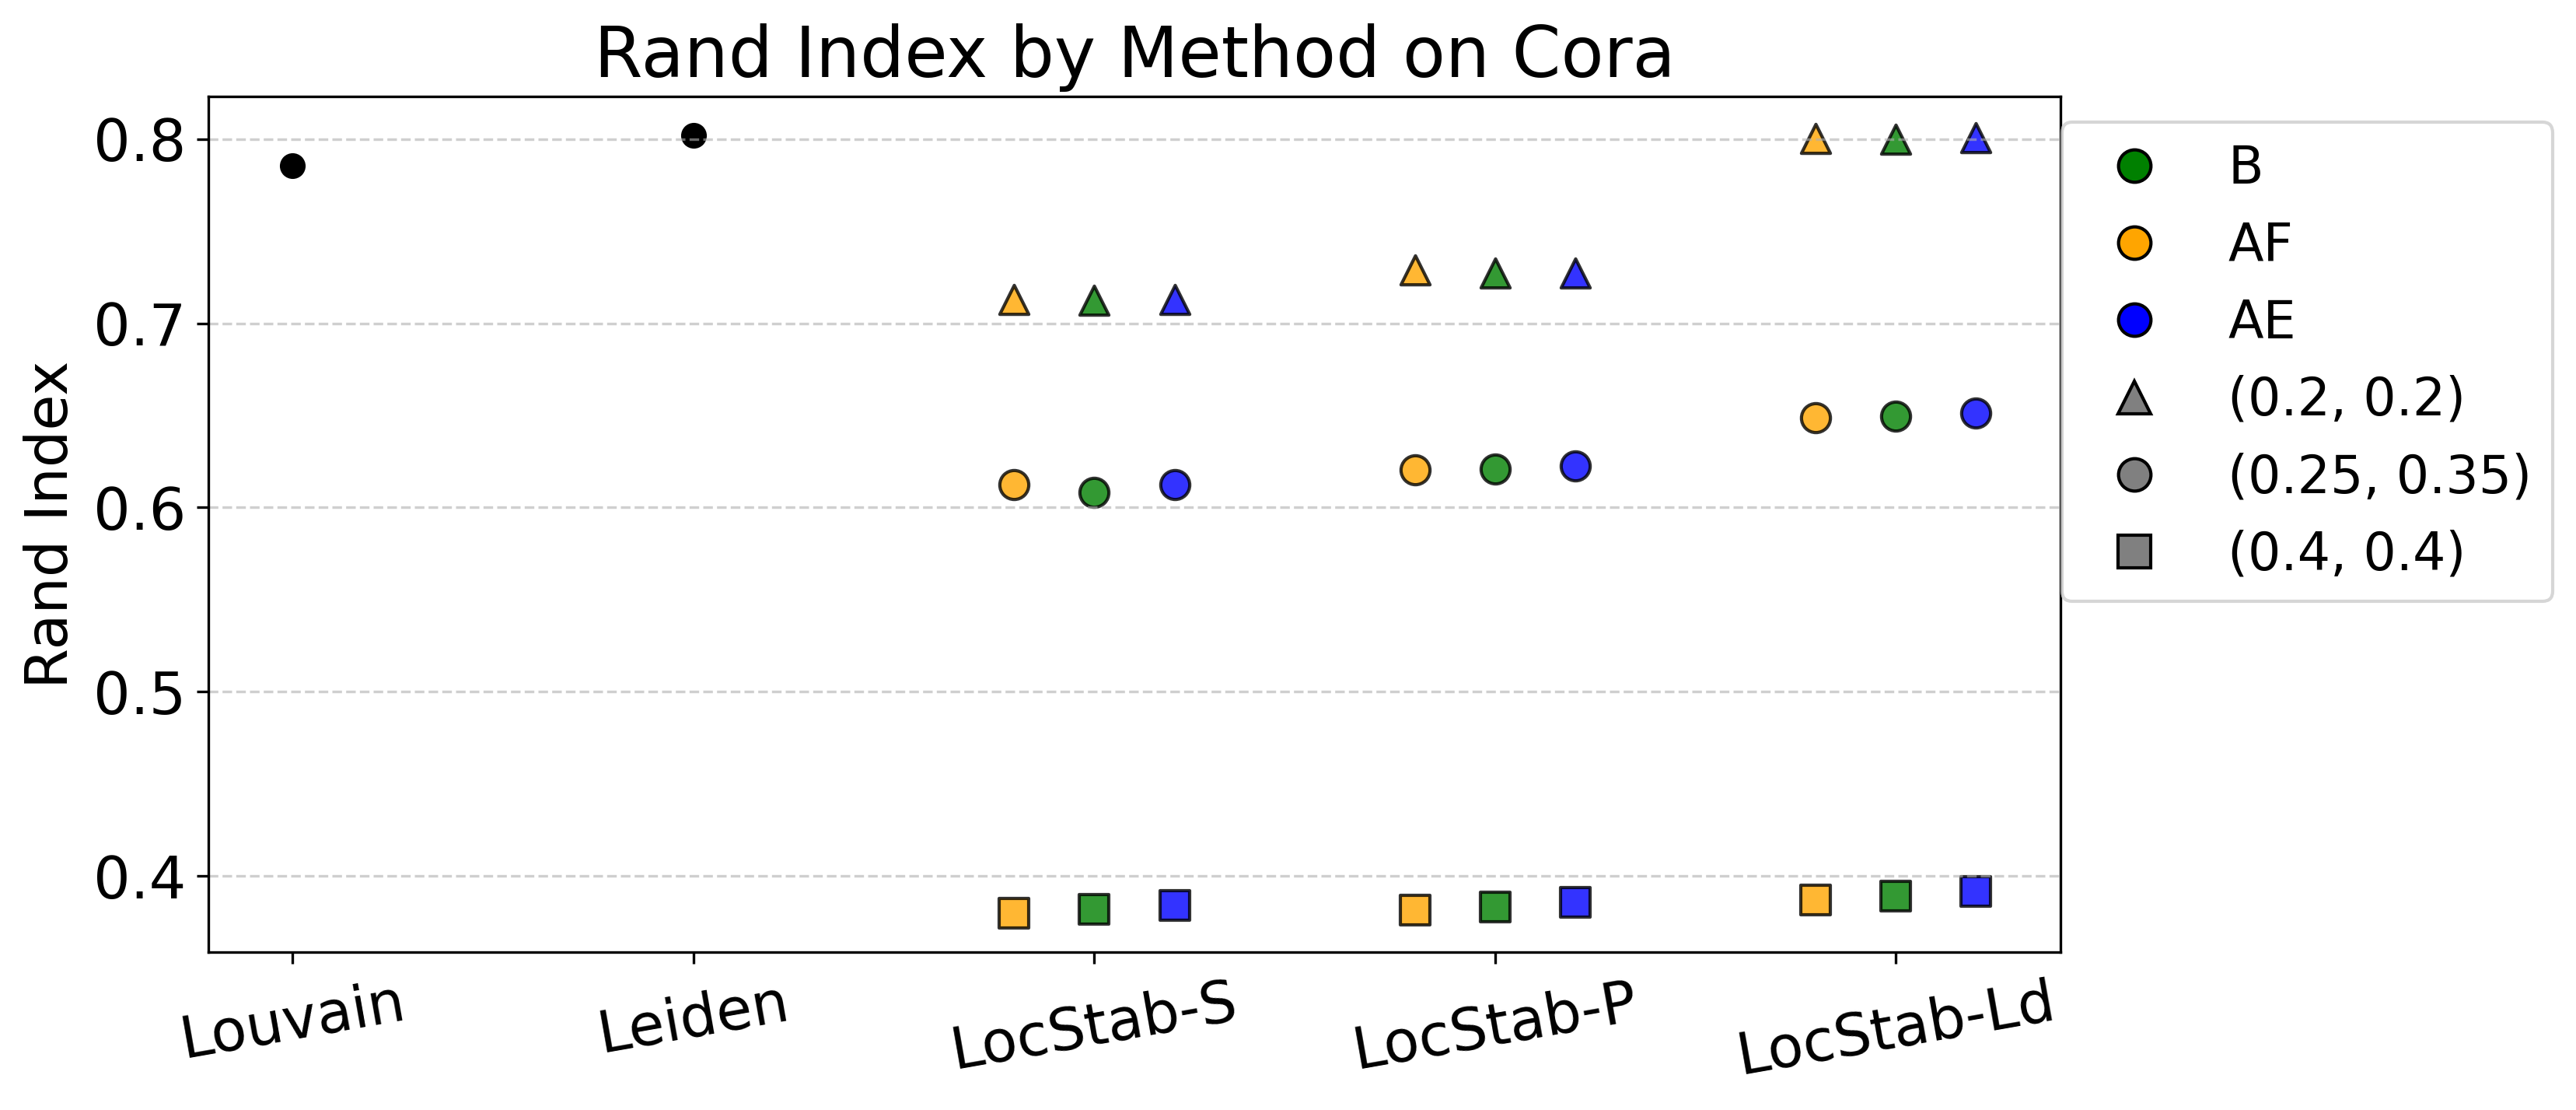 Rand Index by Method on Cora
Rand Index
0.8
0.7
0.6
0.5
0.4
Louvain
Leiden
LocStab-S
LocStab-P
LocStab-Ld
B
AF
AE
(0.2, 0.2)
(0.25, 0.35)
(0.4, 0.4)